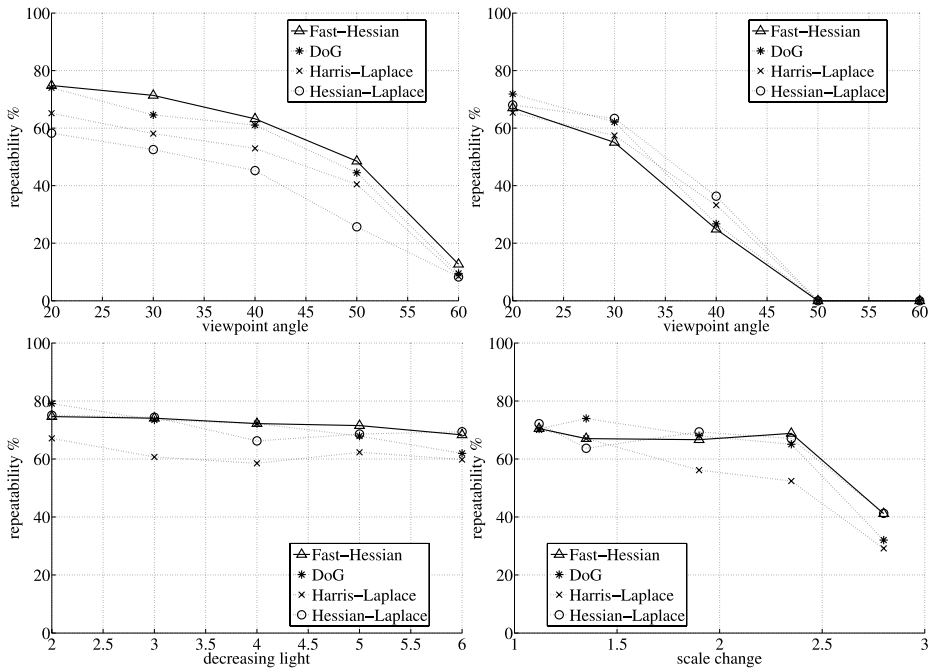 100
80
60
40
20
0
repeatability %
20 25 30 35 40 45 50 55 60
viewpoint angle
Fast−Hessian
DoG
Harris−Laplace
Hessian−Laplace
100
80
60
40
20
0
repeatability %
20 25 30 35 40 45 50 55 60
viewpoint angle
Fast−Hessian
DoG
Harris−Laplace
Hessian−Laplace
100
80
60
40
20
0
repeatability %
2 2.5 3 3.5 4 4.5 5 5.5 6
decreasing light
Fast−Hessian
DoG
Harris−Laplace
Hessian−Laplace
100
80
60
40
20
0
repeatability %
1 1.5 2 2.5 3
scale change
Fast−Hessian
DoG
Harris−Laplace
Hessian−Laplace